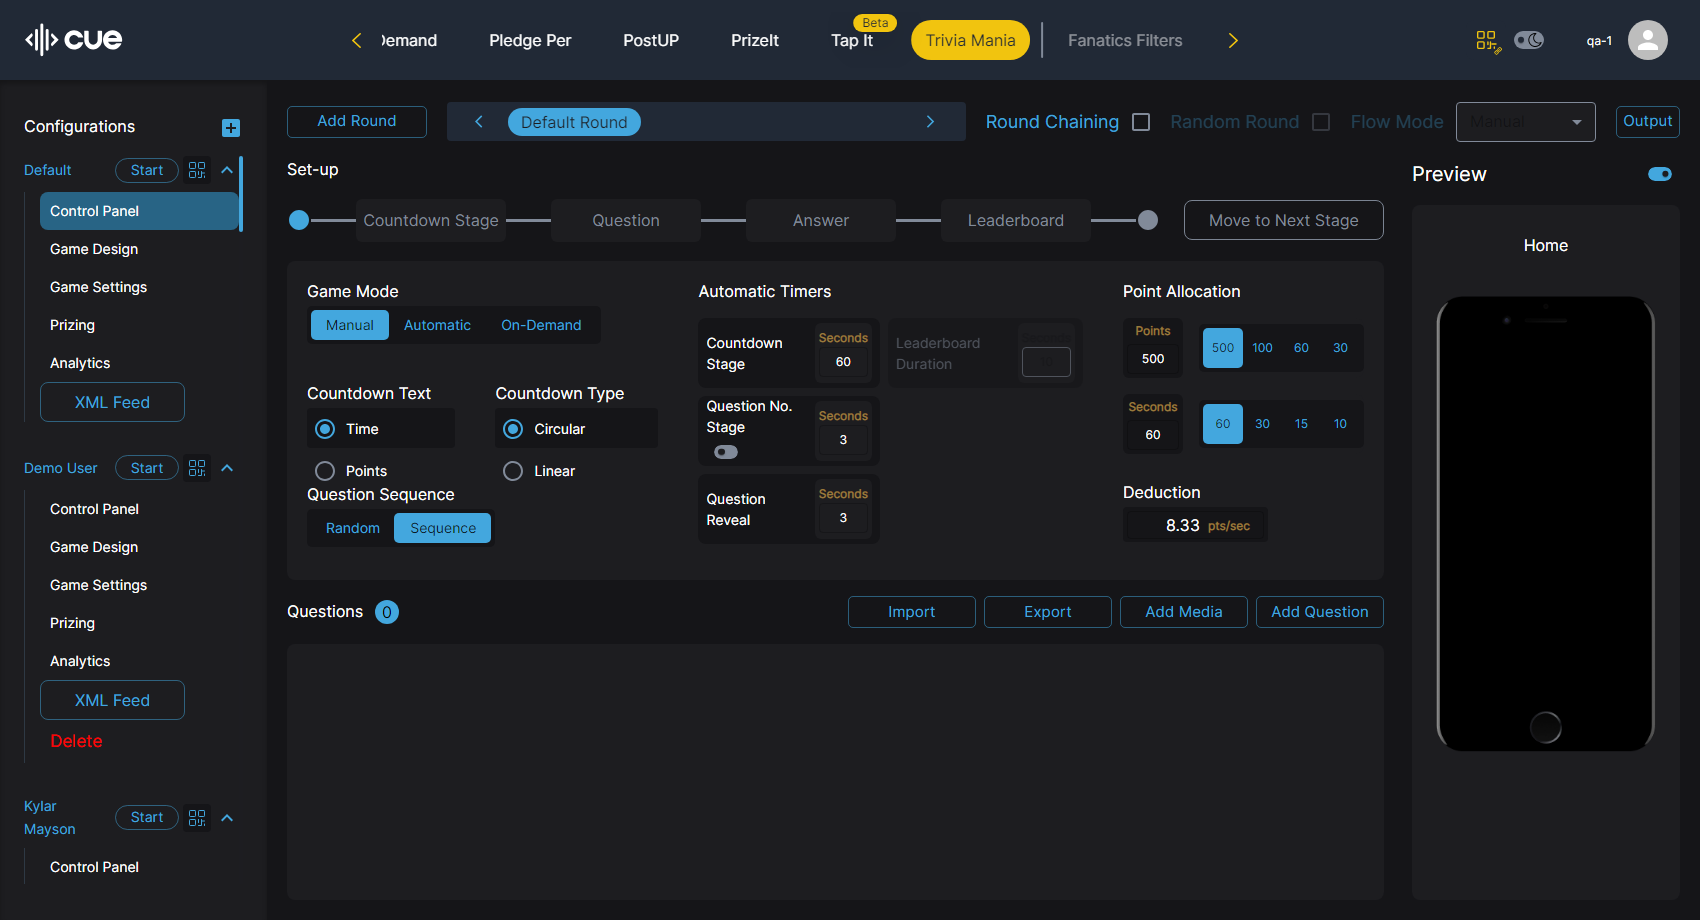 cue
Demand
Pledge Per
PostUP
PrizeIt
Beta
Tap It
Trivia Mania
Fanatics Filters
qa-1
Configurations
Default
Start
Control Panel
Game Design
Game Settings
Prizing
Analytics
XML Feed
Demo User
Start
Control Panel
Game Design
Game Settings
Prizing
Analytics
XML Feed
Delete
Kylar
Mayson
Start
Control Panel
Add Round
Default Round
Round Chaining
Random Round
Flow Mode
Manual
Output
Set-up
Countdown Stage
Question
Answer
Leaderboard
Move to Next Stage
Game Mode
Manual
Automatic
On-Demand
Countdown Text
Time
Points
Countdown Type
Circular
Linear
Question Sequence
Random
Sequence
Automatic Timers
Countdown
Stage
Seconds
60
Leaderboard
Duration
Question No.
Stage
Seconds
3
Question
Reveal
Seconds
3
Point Allocation
Points
500
500
100
60
30
Seconds
60
60
30
15
10
Deduction
8.33 pts/sec
Questions
0
Import
Export
Add Media
Add Question
Preview
Home